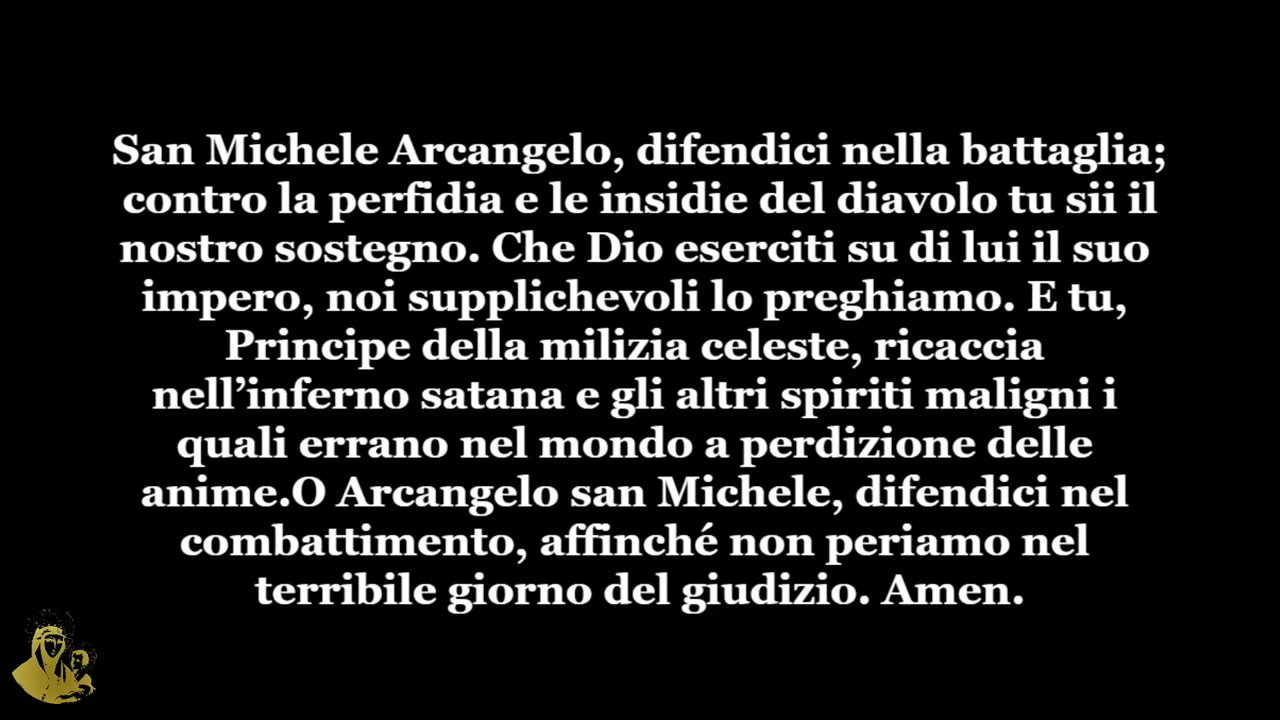 San Michele Arcangelo, difendici nella battaglia;
contro la perfidia e le insidie del diavolo tu sii il
nostro sostegno. Che Dio eserciti su di lui il suo
impero, noi supplichevoli lo preghiamo. E tu,
Principe della milizia celeste, ricaccia
nell’inferno satana e gli altri spiriti maligni i
quali errano nel mondo a perdizione delle
anime.O Arcangelo san Michele, difendici nel
combattimento, affinché non periamo nel
terribile giorno del giudizio. Amen.